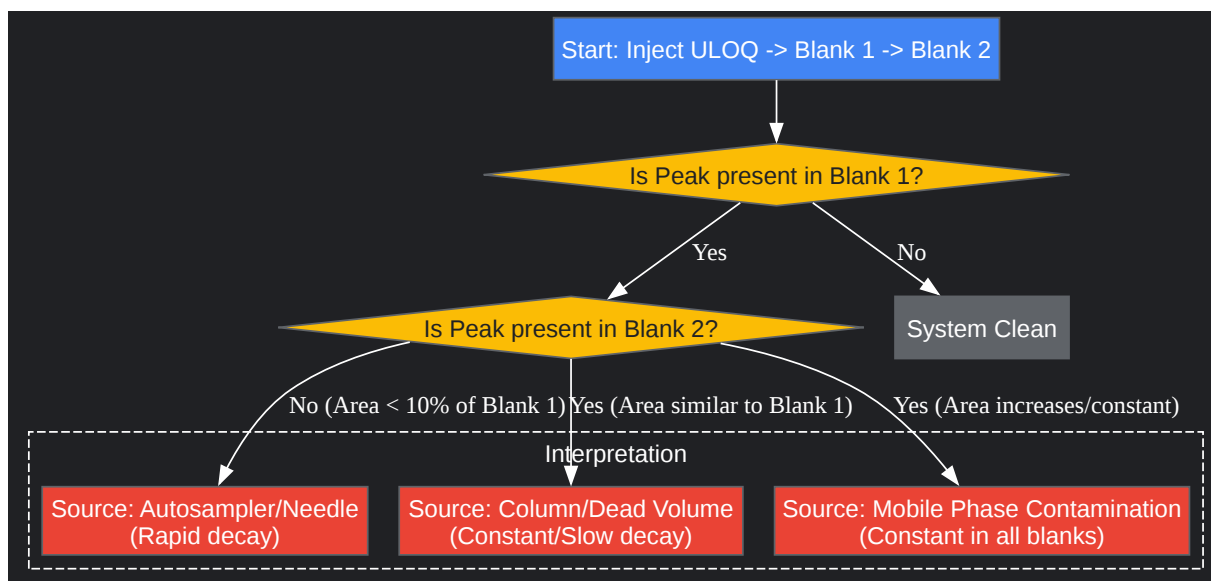 Start: Inject ULOQ -> Blank 1 -> Blank 2
Is Peak present in Blank 1?
Yes
No
Is Peak present in Blank 2?
System Clean
No (Area < 10% of Blank 1)
Yes (Area similar to Blank 1)
Yes (Area increases/constant)
Interpretation
Source: Autosampler/Needle
(Rapid decay)
Source: Column/Dead Volume
(Constant/Slow decay)
Source: Mobile Phase Contamination
(Constant in all blanks)